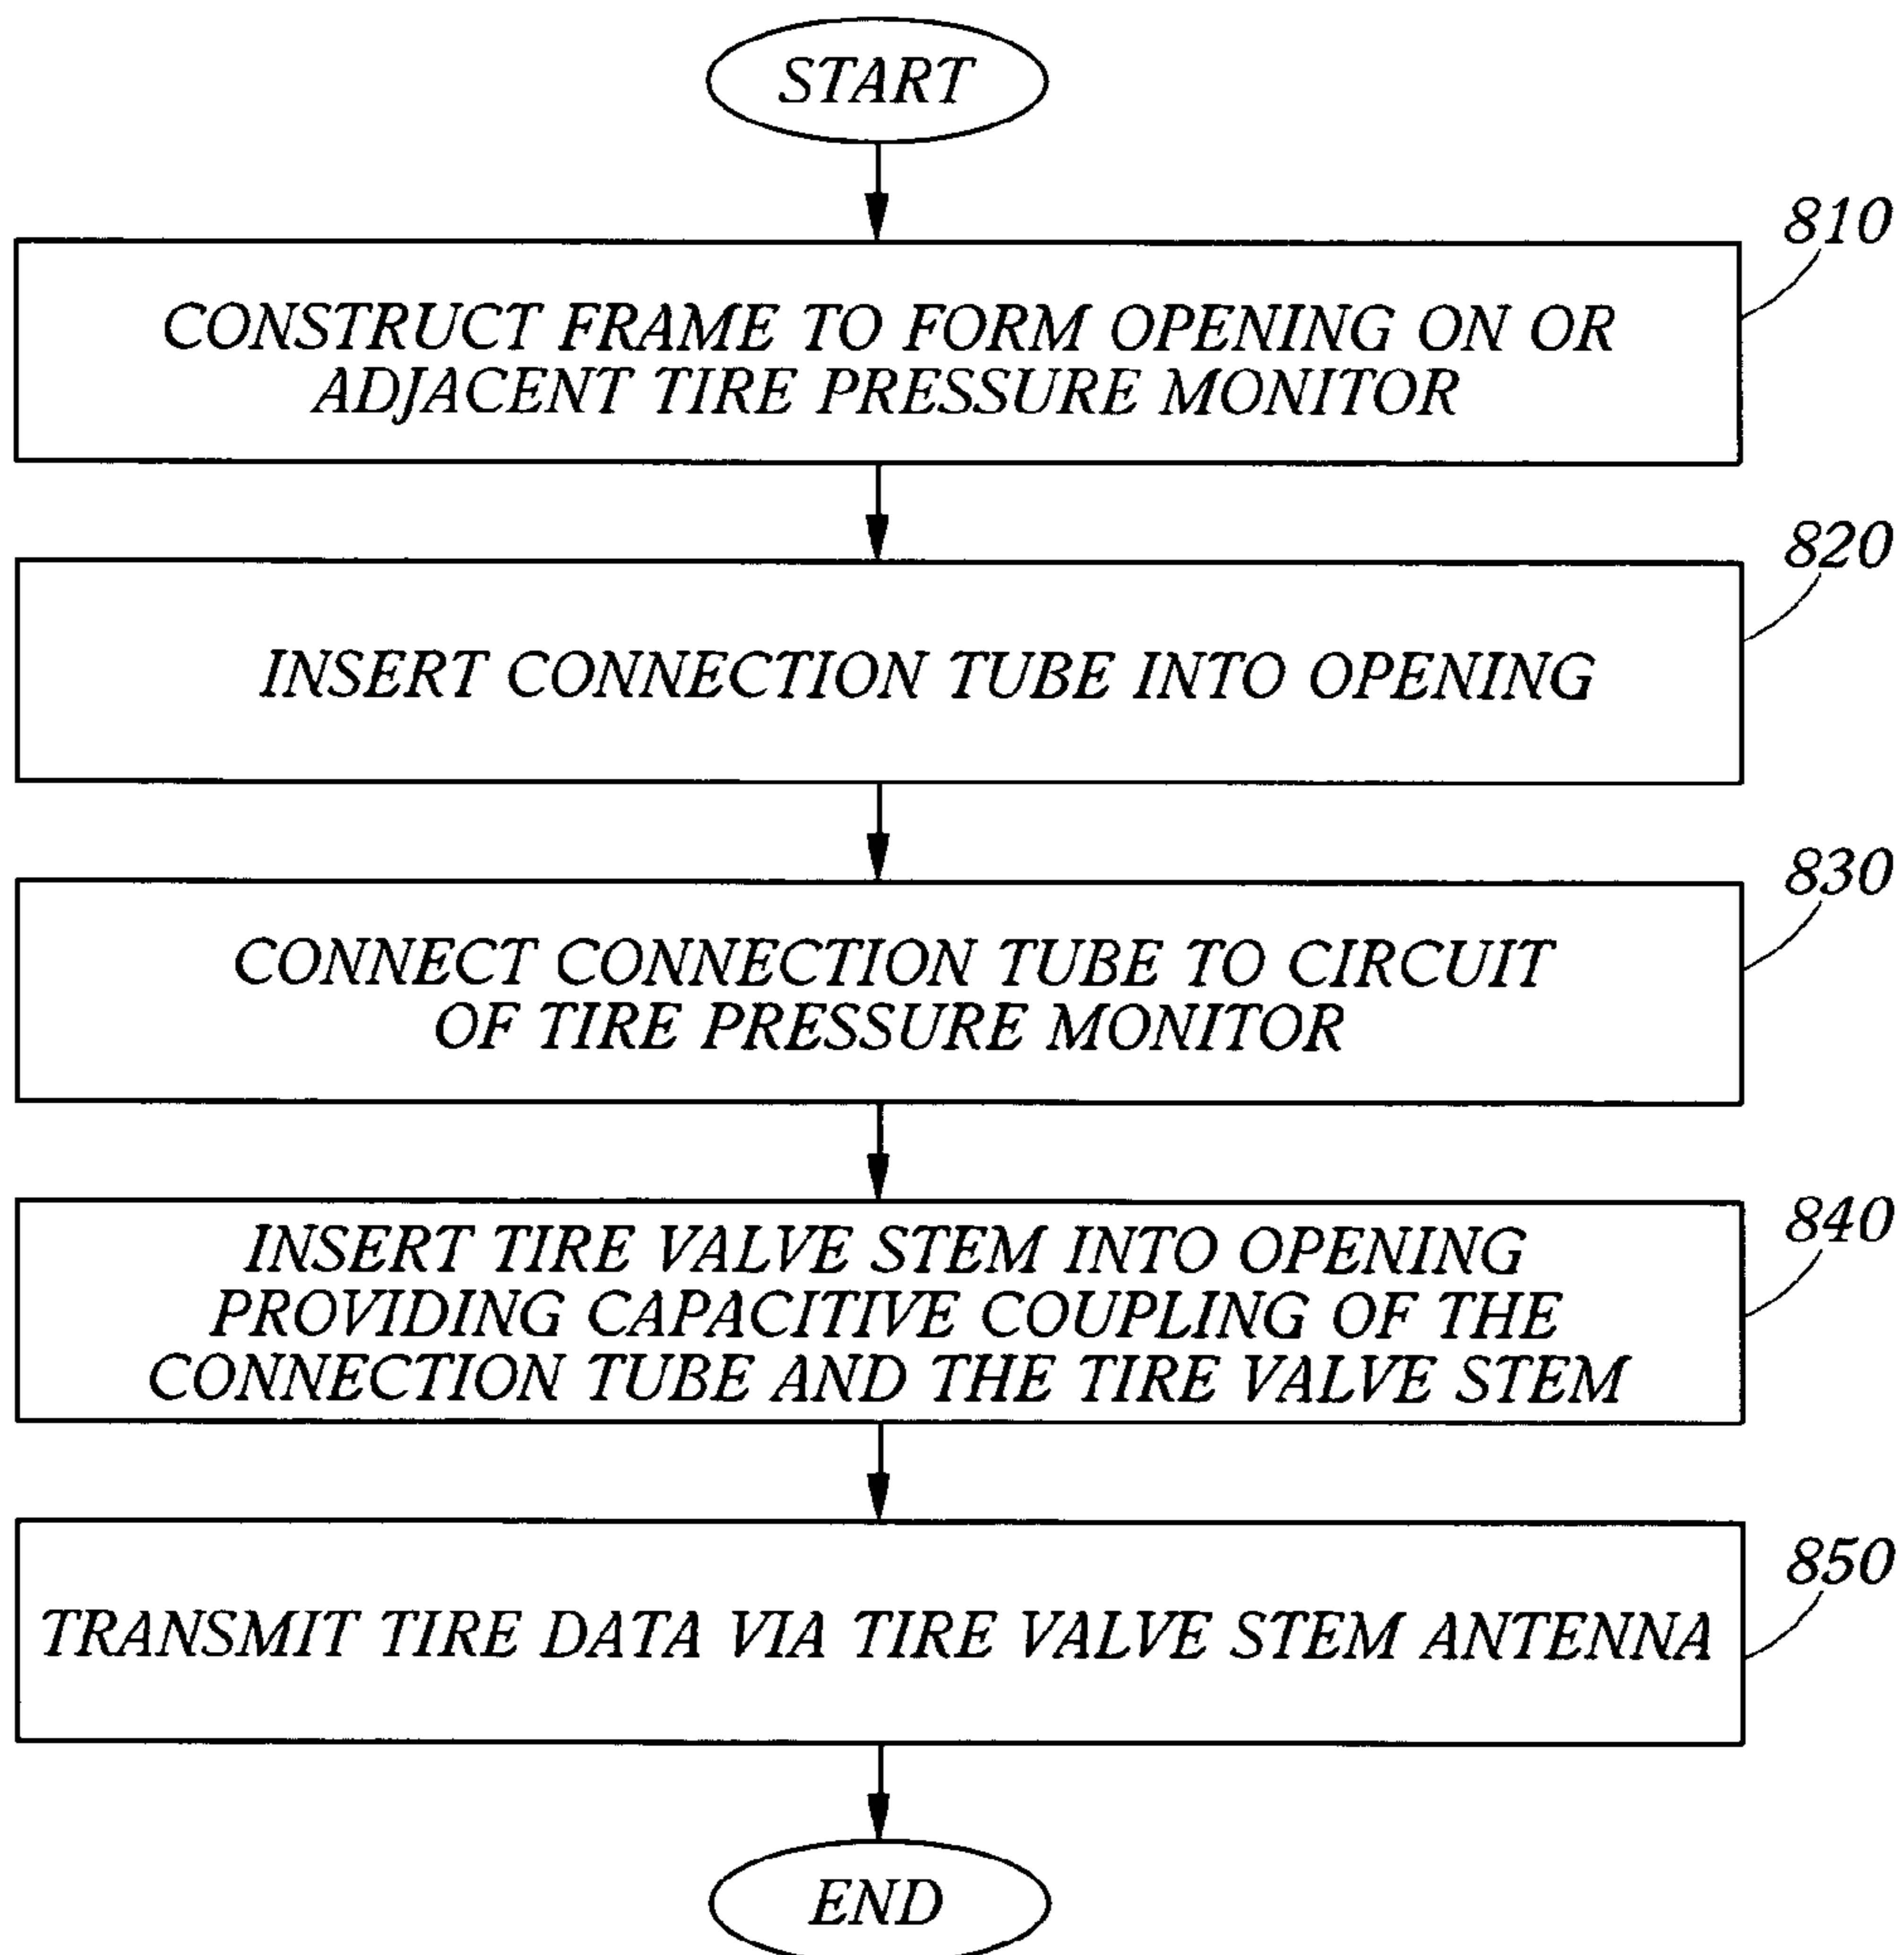 START
810
CONSTRUCT FRAME TO FORM OPENING ON OR
ADJACENT TIRE PRESSURE MONITOR
820
INSERT CONNECTION TUBE INTO OPENING
830
CONNECT CONNECTION TUBE TO CIRCUIT
OF TIRE PRESSURE MONITOR
840
INSERT TIRE VALVE STEM INTO OPENING
PROVIDING CAPACITIVE COUPLING OF THE
CONNECTION TUBE AND THE TIRE VALVE STEM
850
TRANSMIT TIRE DATA VIA TIRE VALVE STEM ANTENNA
END